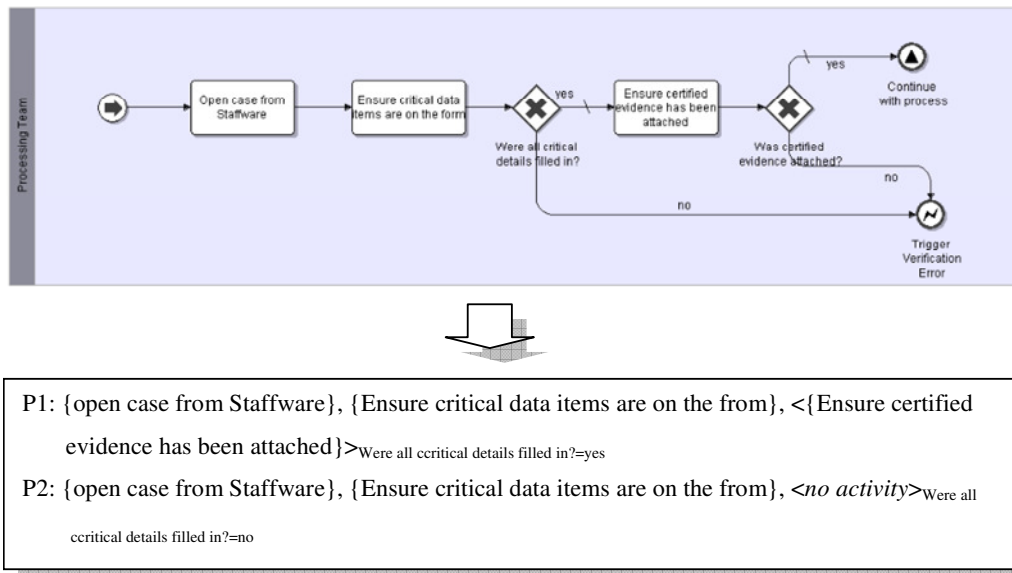 Processing Team
Open case from
Staffware
Ensure critical data
items are on the form
yes
Were all critical
details filled in?
Ensure certified
evidence has been
attached
Was certified
evidence attached?
yes
Continue
with process
no
no
Trigger
Verification
Error
P1: {open case from Staffware}, {Ensure critical data items are on the from}, <{Ensure certified
evidence has been attached}>Were all ccritical details filled in?=yes
P2: {open case from Staffware}, {Ensure critical data items are on the from}, <no activity>Were all
ccritical details filled in?=no